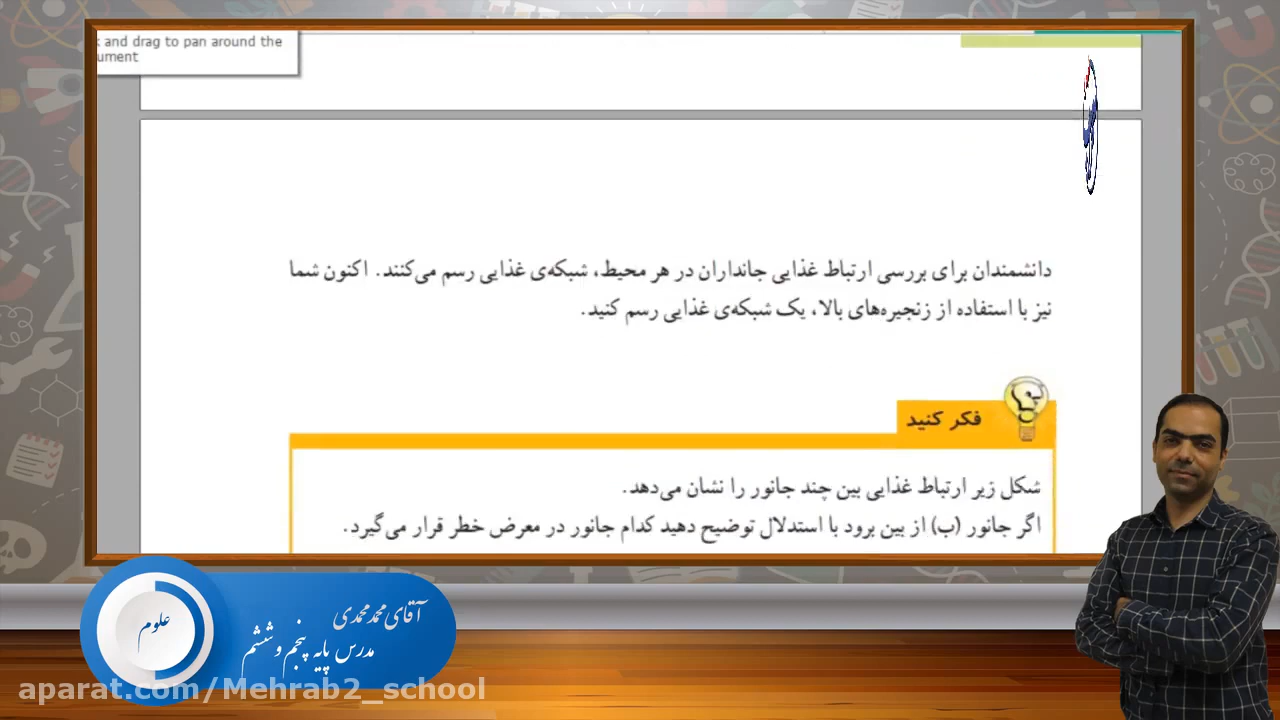 and drag to pan around the
ument
دانشمندان برای بررسی ارتباط غذایی جانداران در هر محیط، شبکه‌ی غذایی رسم می‌کنند. اکنون شما
نیز با استفاده از زنجیره‌های بالا، یک شبکه‌ی غذایی رسم کنید.
فکر کنید
شکل زیر ارتباط غذایی بین چند جانور را نشان می‌دهد.
اگر جانور (ب) از بین برود با استدلال توضیح دهید کدام جانور در معرض خطر قرار می‌گیرد.
آقای محمد محمدی
علوم
مدرس پایه پنجم و ششم
aparat.com/Mehrab2_school